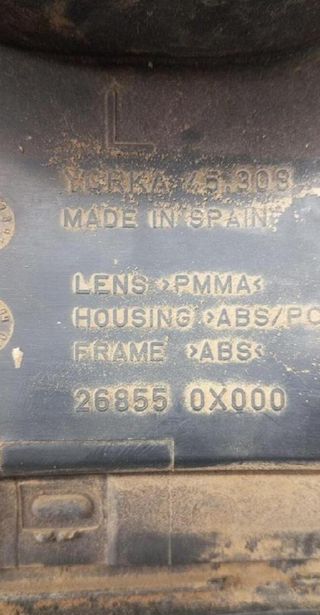 L
YORKA 45.309
MADE IN SPAIN
LENS >PMMA<
HOUSING >ABS/PC
FRAME >ABS<
26855 0X000